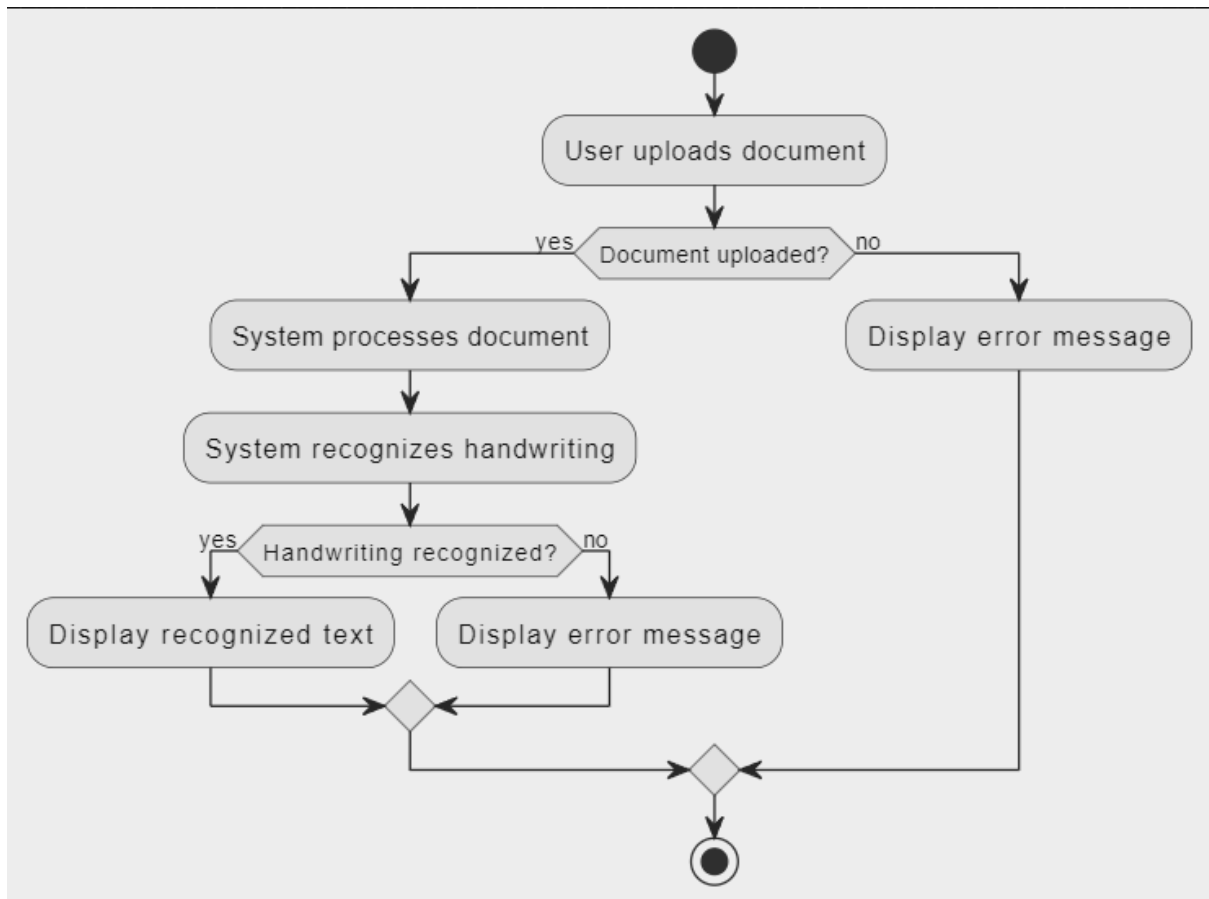 User uploads document
yes
Document uploaded?
no
System processes document
Display error message
System recognizes handwriting
yes
Handwriting recognized?
no
Display recognized text
Display error message